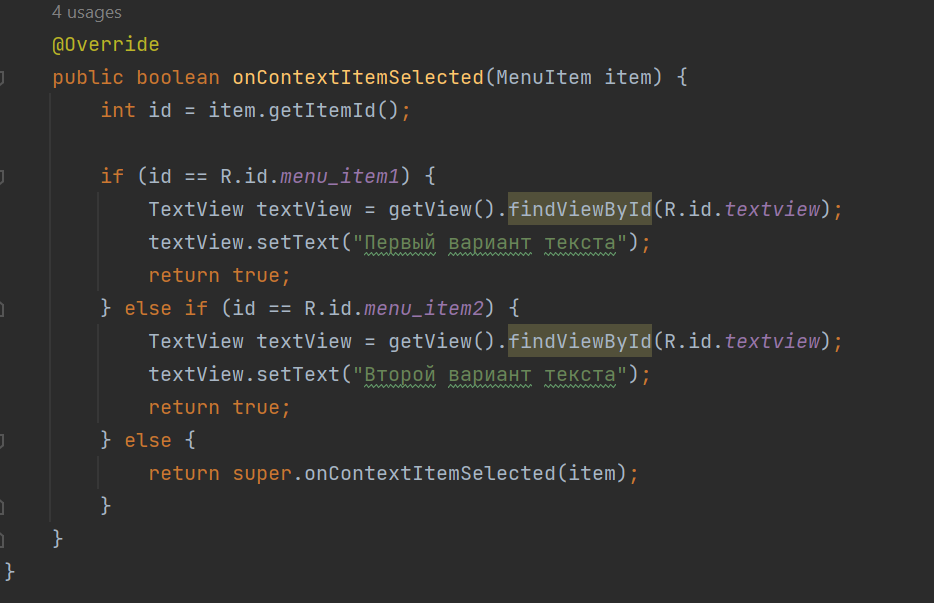 4 usages
@Override
public boolean onContextItemSelected(MenuItem item) {
int id = item.getItemId();
if (id == R.id.menu_item1) {
TextView textView = getView().findViewById(R.id.textview);
textView.setText("Первый вариант текста");
return true;
} else if (id == R.id.menu_item2) {
TextView textView = getView().findViewById(R.id.textview);
textView.setText("Второй вариант текста");
return true;
} else {
return super.onContextItemSelected(item);
}
}
}